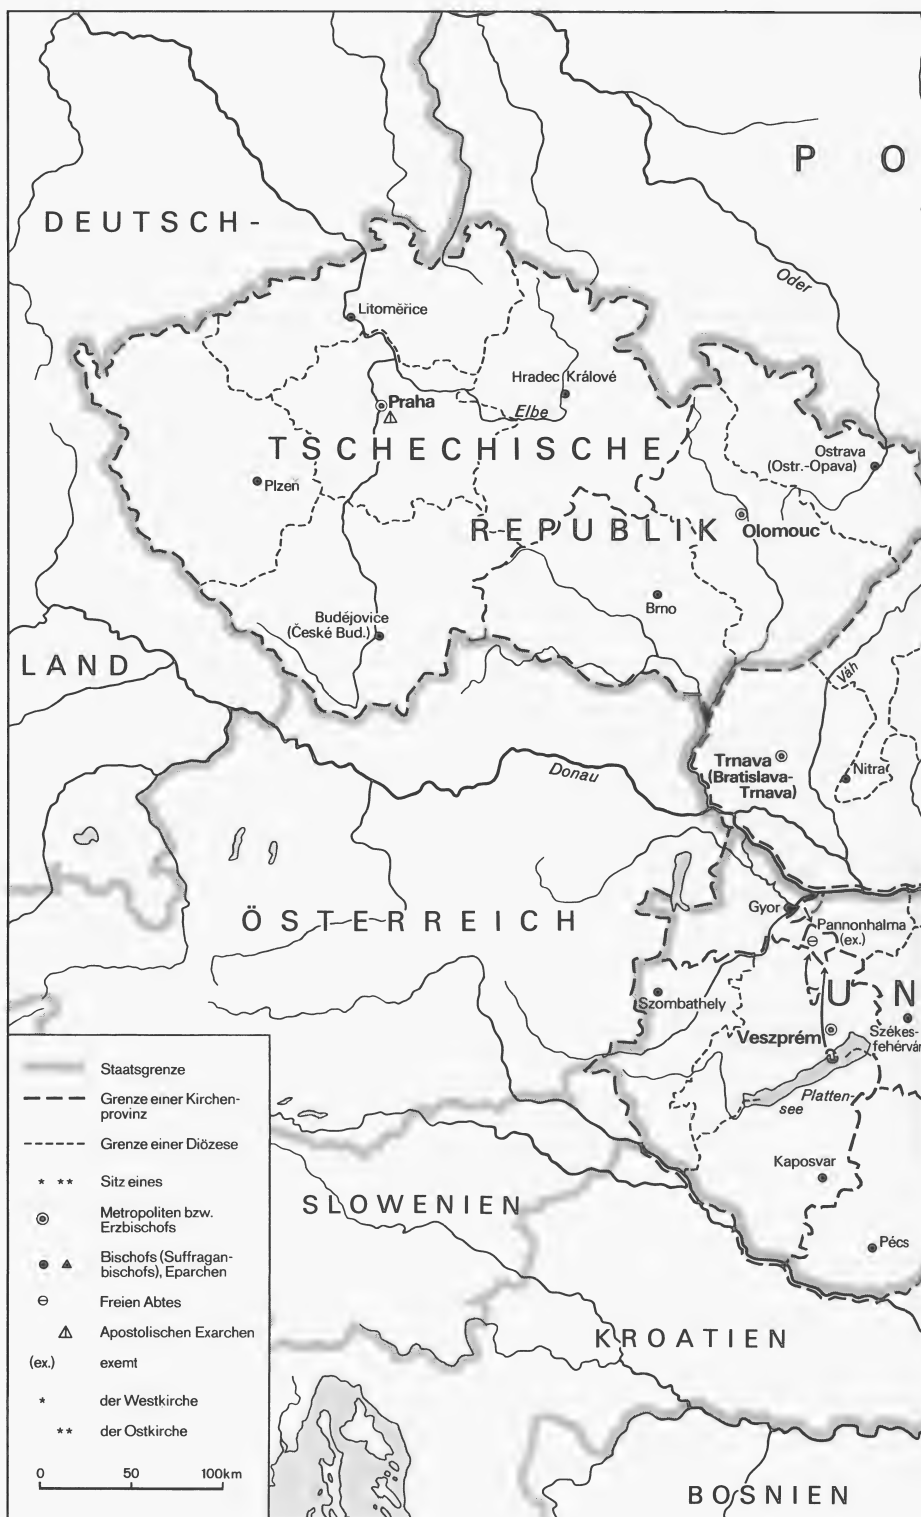 P O
DEUTSCH-
Oder
Litoměřice
Hradec Králové
Praha
Elbe
TSCHECHISCHE
Ostrava
(Ostr.-Opava)
Plzeň
REPUBLIK
Olomouc
Brno
Budějovice
(České Bud.)
LAND
Váh
Trnava
(Bratislava-
Trnava)
Nitra
Donau
Gyor
ÖSTERREICH
Pannonhalma
(ex.)
Szombathely
U N
Veszprém
Székes-
fehérvár
Platten-
see
Kaposvar
SLOWENIEN
Pécs
KROATIEN
BOSNIEN
Staatsgrenze
Grenze einer Kirchen-
provinz
Grenze einer Diözese
* ** Sitz eines
Metropoliten bzw.
Erzbischofs
Bischofs (Suffragan-
bischofs), Eparchen
Freien Abtes
Apostolischen Exarchen
(ex.) exemt
* der Westkirche
** der Ostkirche
0 50 100km